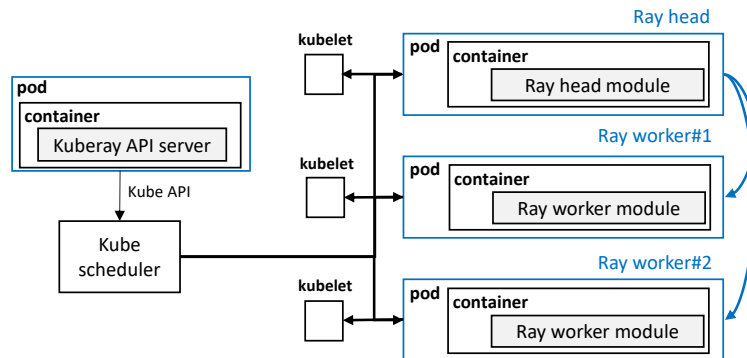 Ray head
kubelet
pod
container
Ray head module
pod
container
Kuberay API server
Kube API
Kube
scheduler
Ray worker#1
kubelet
pod
container
Ray worker module
Ray worker#2
kubelet
pod
container
Ray worker module